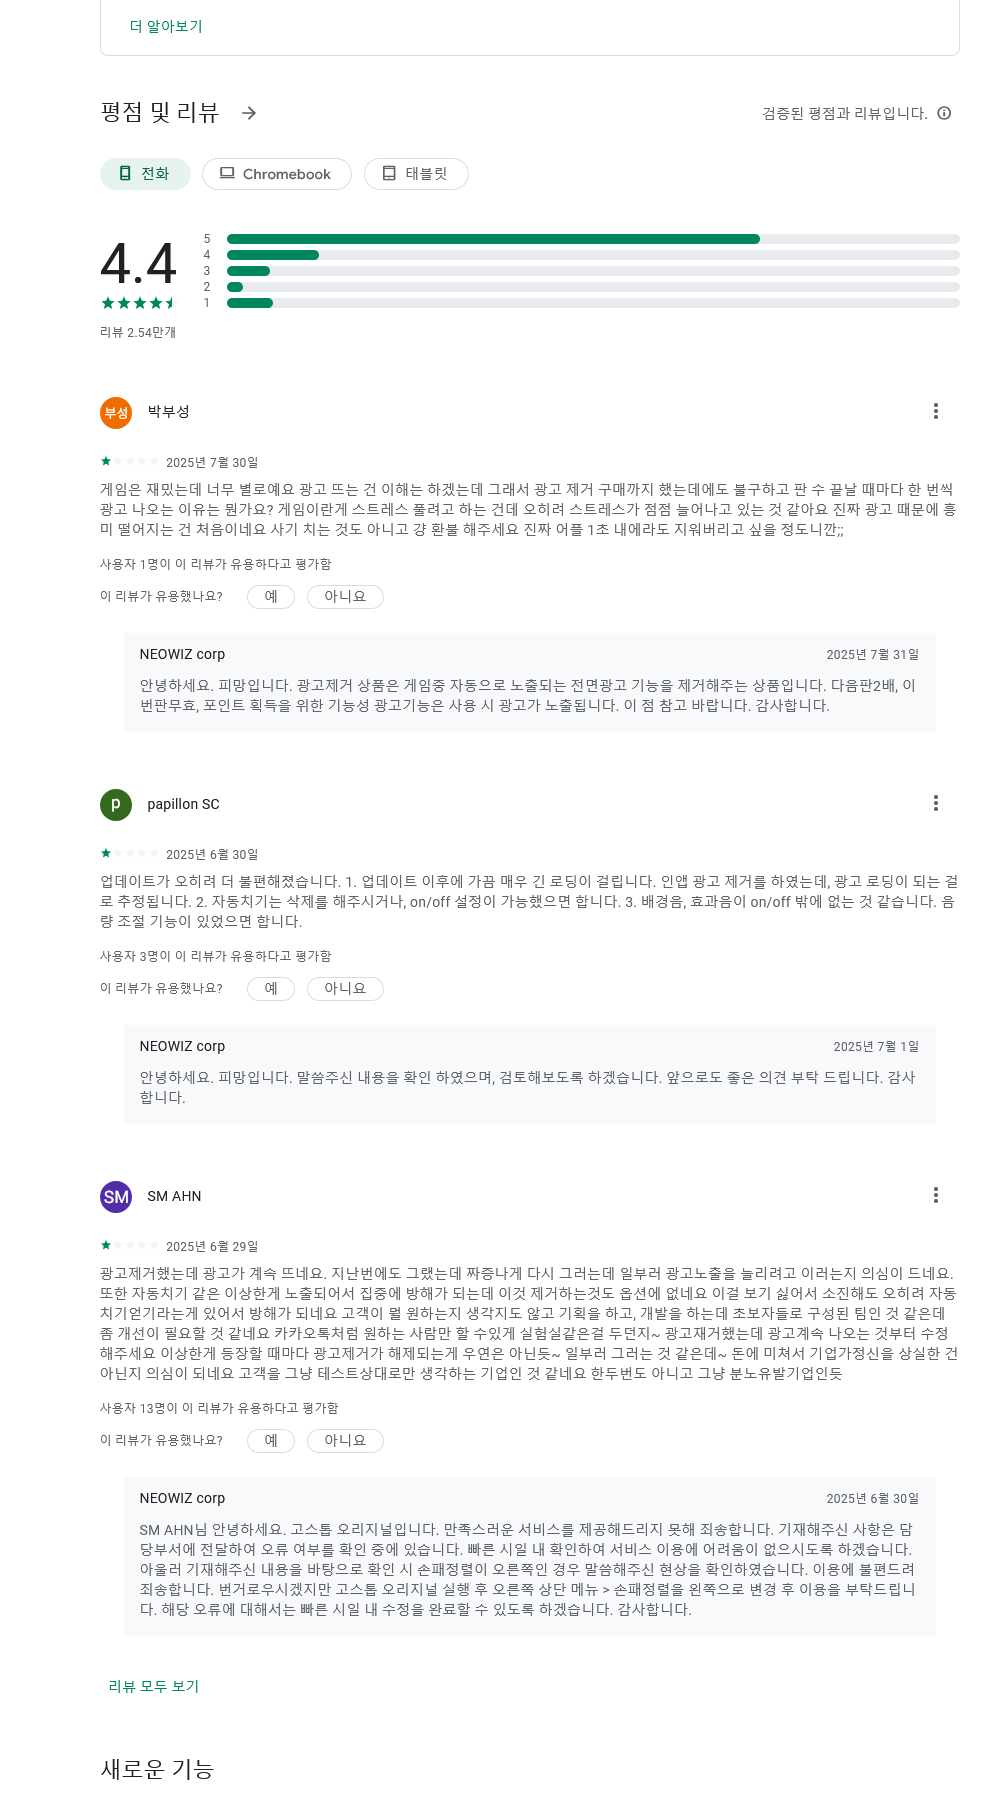 더 알아보기
평점 및 리뷰
검증된 평점과 리뷰입니다.
전화
Chromebook
태블릿
4.4
5
4
3
2
1
리뷰 2.54만개
부성
박부성
2025년 7월 30일
게임은 재밌는데 너무 별로예요 광고 뜨는 건 이해는 하겠는데 그래서 광고 제거 구매까지 했는데에도 불구하고 판 수 끝날 때마다 한 번씩
광고 나오는 이유는 뭔가요? 게임이란게 스트레스 풀려고 하는 건데 오히려 스트레스가 점점 늘어나고 있는 것 같아요 진짜 광고 때문에 흥
미 떨어지는 건 처음이네요 사기 치는 것도 아니고 걍 환불 해주세요 진짜 어플 1초 내에라도 지워버리고 싶을 정도니깐;;
사용자 1명이 이 리뷰가 유용하다고 평가함
이 리뷰가 유용했나요?
예
아니요
NEOWIZ corp
2025년 7월 31일
안녕하세요. 피망입니다. 광고제거 상품은 게임중 자동으로 노출되는 전면광고 기능을 제거해주는 상품입니다. 다음판2배, 이
번판무효, 포인트 획득을 위한 기능성 광고기능은 사용 시 광고가 노출됩니다. 이 점 참고 바랍니다. 감사합니다.
p
papillon SC
2025년 6월 30일
업데이트가 오히려 더 불편해졌습니다. 1. 업데이트 이후에 가끔 매우 긴 로딩이 걸립니다. 인앱 광고 제거를 하였는데, 광고 로딩이 되는 걸
로 추정됩니다. 2. 자동치기는 삭제를 해주시거나, on/off 설정이 가능했으면 합니다. 3. 배경음, 효과음이 on/off 밖에 없는 것 같습니다. 음
량 조절 기능이 있었으면 합니다.
사용자 3명이 이 리뷰가 유용하다고 평가함
이 리뷰가 유용했나요?
예
아니요
NEOWIZ corp
2025년 7월 1일
안녕하세요. 피망입니다. 말씀주신 내용을 확인 하였으며, 검토해보도록 하겠습니다. 앞으로도 좋은 의견 부탁 드립니다. 감사
합니다.
SM
SM AHN
2025년 6월 29일
광고제거했는데 광고가 계속 뜨네요. 지난번에도 그랬는데 짜증나게 다시 그러는데 일부러 광고노출을 늘리려고 이러는지 의심이 드네요.
또한 자동치기 같은 이상한게 노출되어서 집중에 방해가 되는데 이것 제거하는것도 옵션에 없네요 이걸 보기 싫어서 소진해도 오히려 자동
치기얻기라는게 있어서 방해가 되네요 고객이 뭘 원하는지 생각지도 않고 기획을 하고, 개발을 하는데 초보자들로 구성된 팀인 것 같은데
좀 개선이 필요할 것 같네요 카카오톡처럼 원하는 사람만 할 수있게 실험실같은걸 두던지~ 광고재거했는데 광고계속 나오는 것부터 수정
해주세요 이상한게 등장할 때마다 광고제거가 해제되는게 우연은 아닌듯~ 일부러 그러는 것 같은데~ 돈에 미쳐서 기업가정신을 상실한 건
아닌지 의심이 되네요 고객을 그냥 테스트상대로만 생각하는 기업인 것 같네요 한두번도 아니고 그냥 분노유발기업인듯
사용자 13명이 이 리뷰가 유용하다고 평가함
이 리뷰가 유용했나요?
예
아니요
NEOWIZ corp
2025년 6월 30일
SM AHN님 안녕하세요. 고스톱 오리지널입니다. 만족스러운 서비스를 제공해드리지 못해 죄송합니다. 기재해주신 사항은 담
당부서에 전달하여 오류 여부를 확인 중에 있습니다. 빠른 시일 내 확인하여 서비스 이용에 어려움이 없으시도록 하겠습니다.
아울러 기재해주신 내용을 바탕으로 확인 시 손패정렬이 오른쪽인 경우 말씀해주신 현상을 확인하였습니다. 이용에 불편드려
죄송합니다. 번거로우시겠지만 고스톱 오리지널 실행 후 오른쪽 상단 메뉴 > 손패정렬을 왼쪽으로 변경 후 이용을 부탁드립니
다. 해당 오류에 대해서는 빠른 시일 내 수정을 완료할 수 있도록 하겠습니다. 감사합니다.
리뷰 모두 보기
새로운 기능